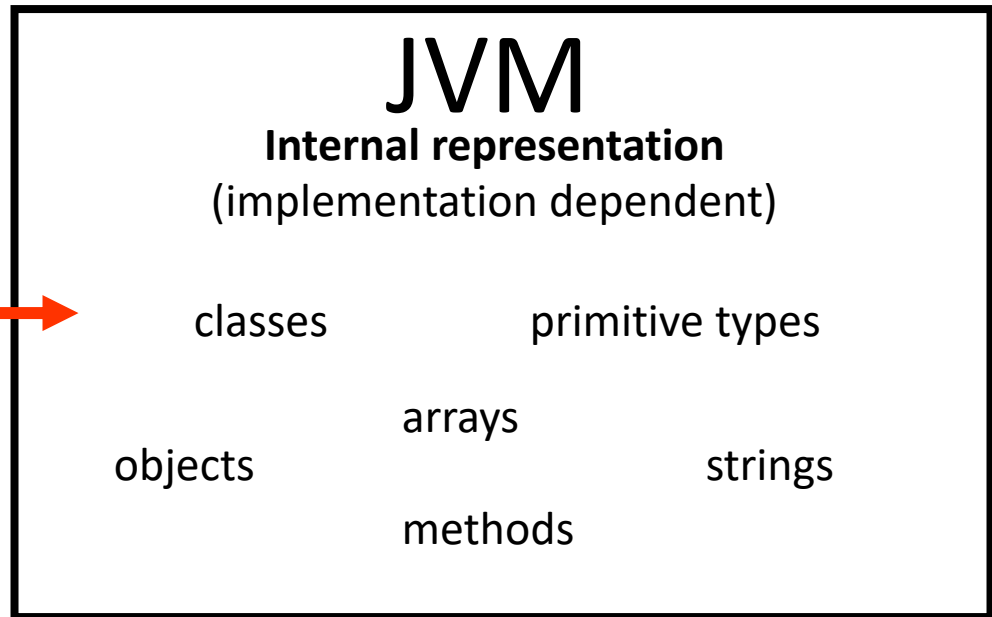 JVM
Internal representation
(implementation dependent)
classes primitive types
arrays
objects strings
methods